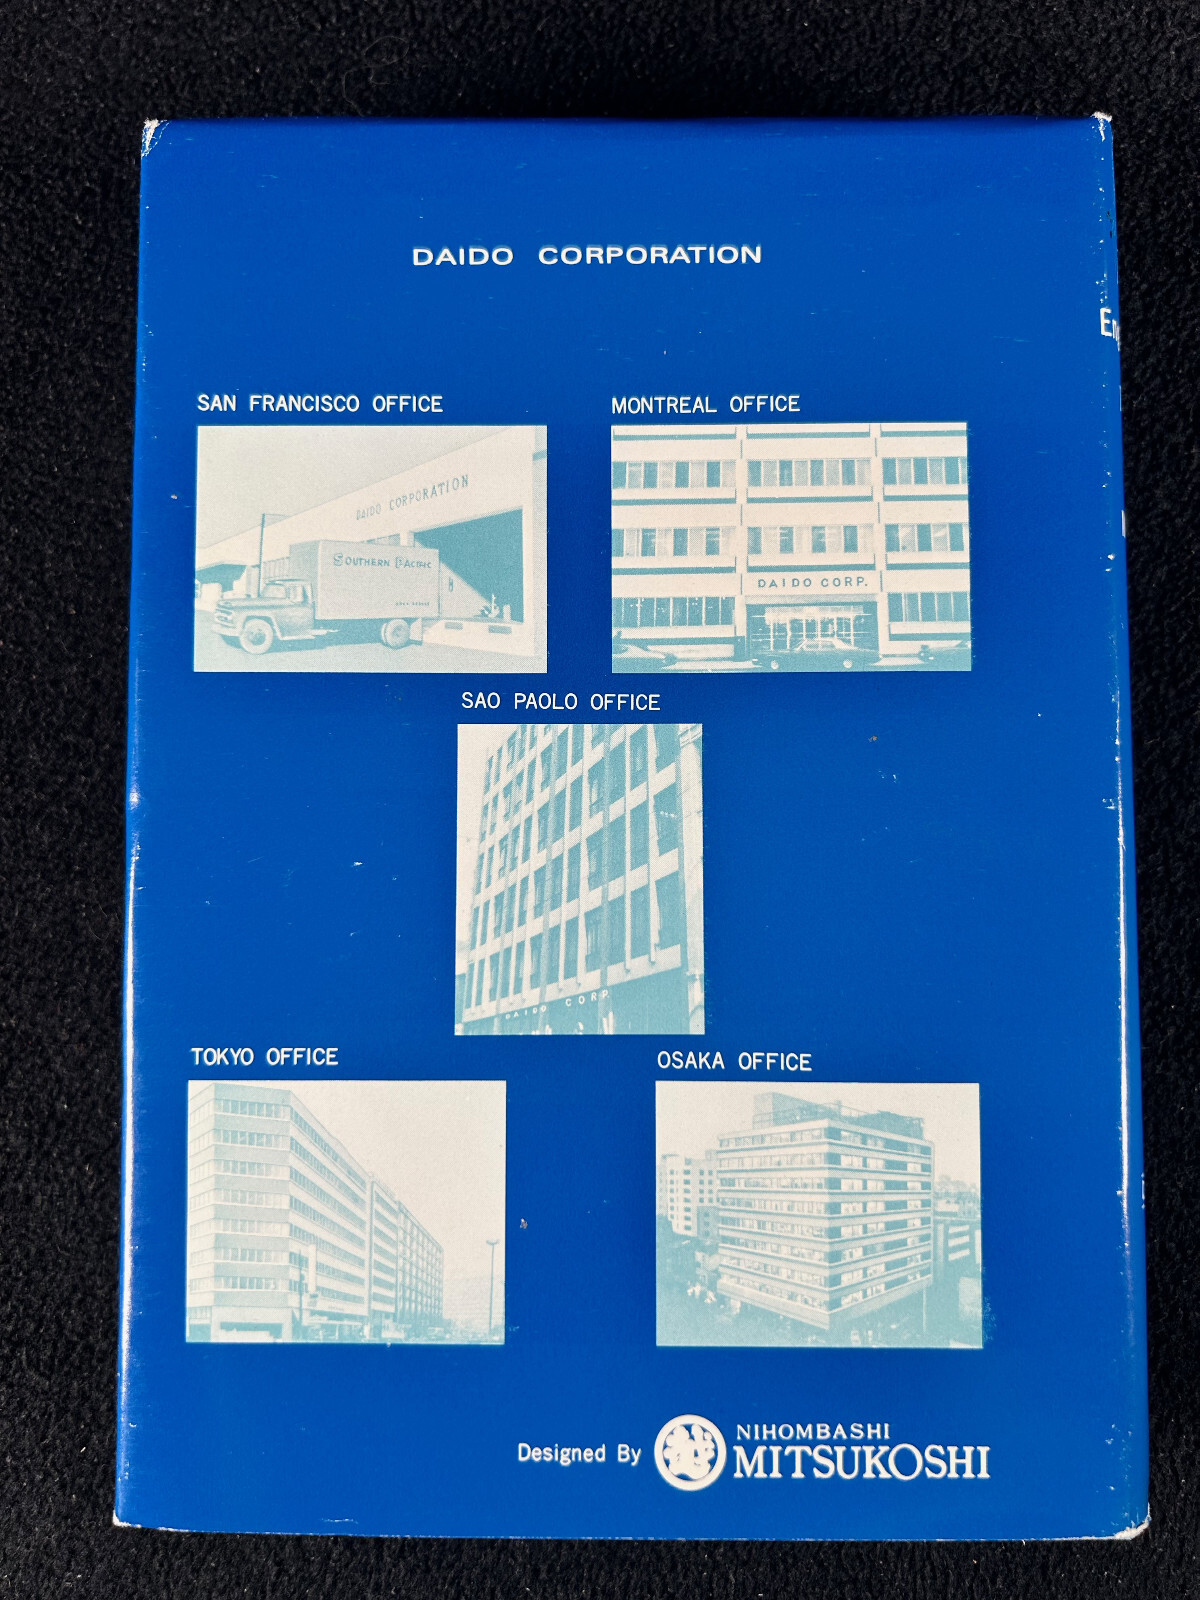 DAIDO CORPORATION
En
SAN FRANCISCO OFFICE
MONTREAL OFFICE
DAIDO CORPORATION
SOUTHERN PACIFIC
DAIDO CORP.
SAO PAOLO OFFICE
DAIDO CORP.
TOKYO OFFICE
OSAKA OFFICE
Designed By
NIHOMBASHI
MITSUKOSHI